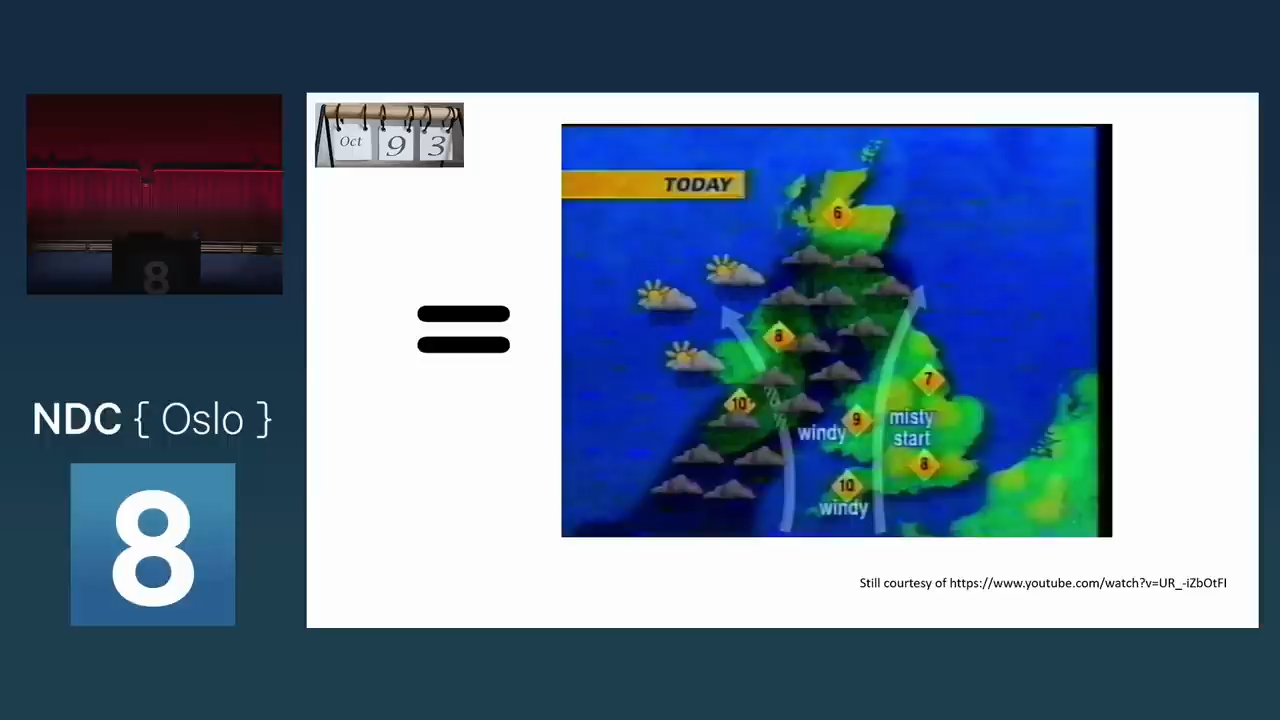 Oct 9 3
TODAY
6
8
7
10
9
misty
windy
start
8
10
windy
Still courtesy of https://www.youtube.com/watch?v=UR_-iZbOtFI
8
NDC { Oslo }
8